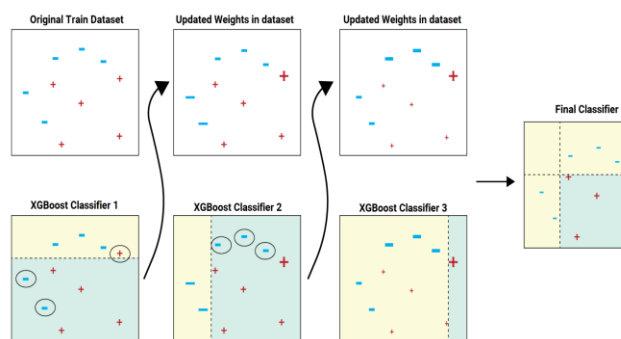 Original Train Dataset
Updated Weights in dataset
Updated Weights in dataset
Final Classifier
XGBoost Classifier 1
XGBoost Classifier 2
XGBoost Classifier 3